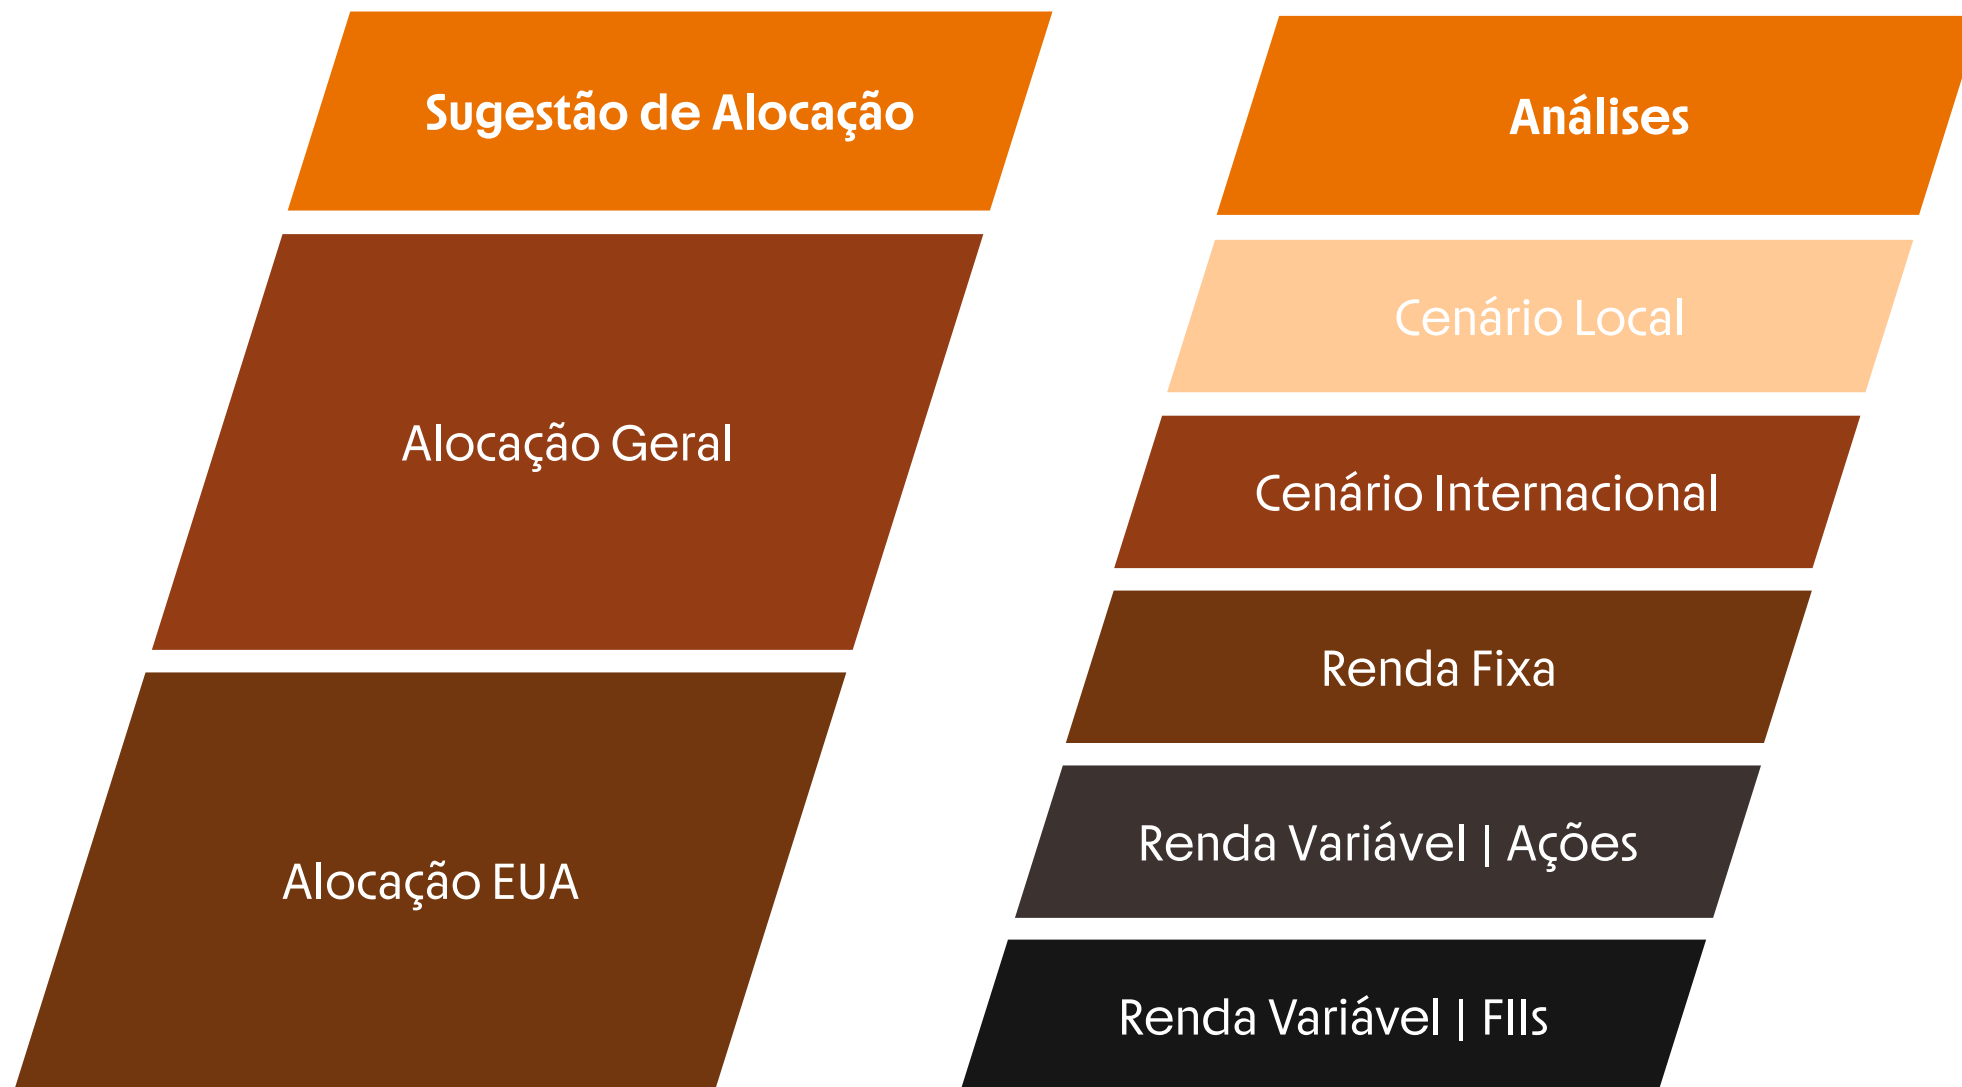 Sugestão de Alocação
Alocação Geral
Alocação EUA
Análises
Cenário Local
Cenário Internacional
Renda Fixa
Renda Variável | Ações
Renda Variável | FIIs